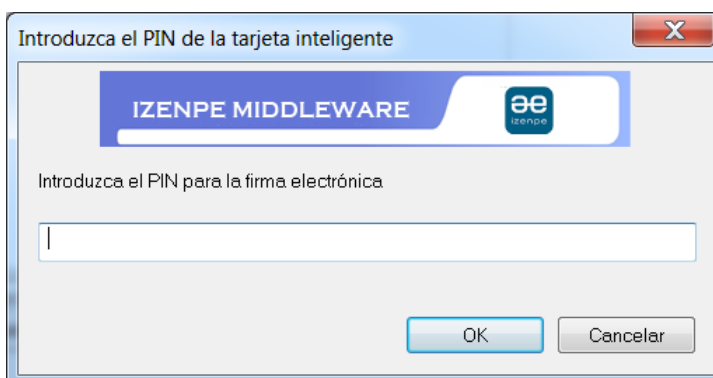 Introduzca el PIN de la tarjeta inteligente
IZENPE MIDDLEWARE
izenpe
Introduzca el PIN para la firma electrónica
OK
Cancelar